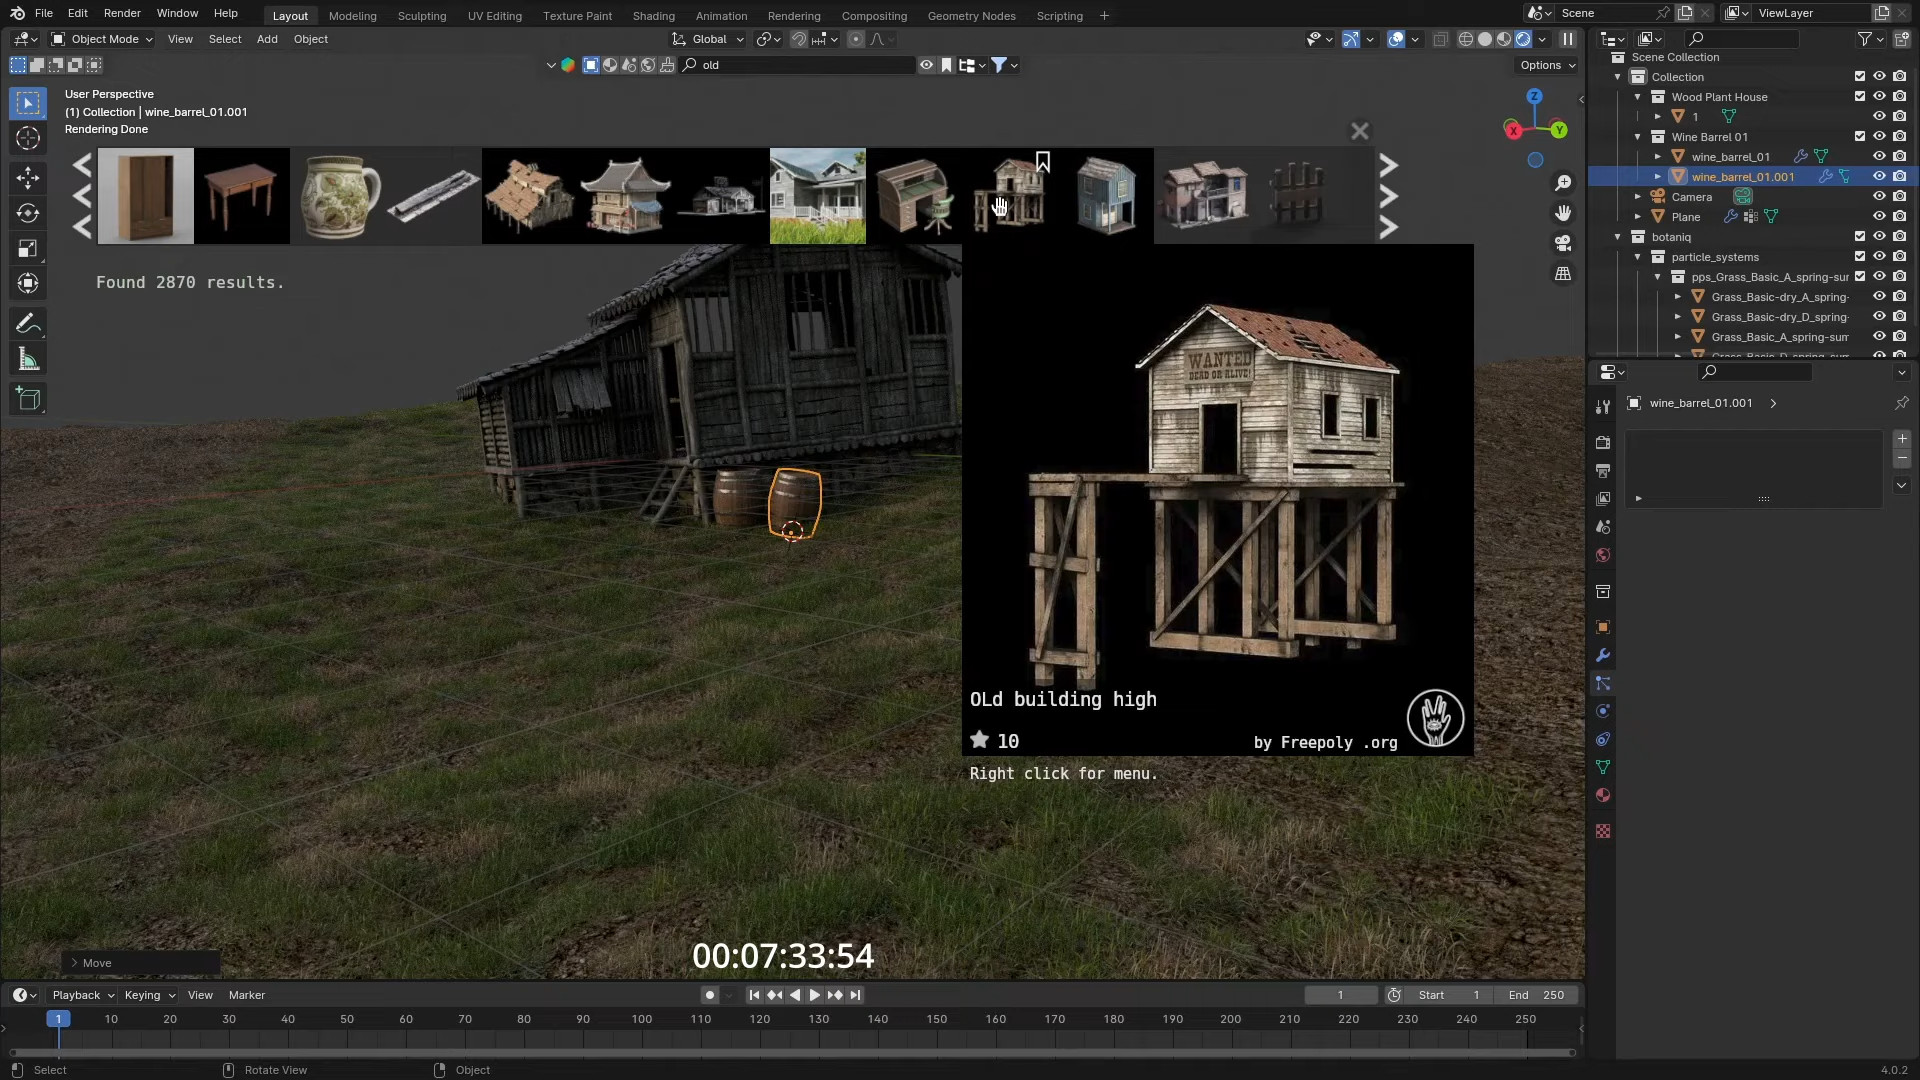 File Edit Render Window Help Layout Modeling Sculpting UV Editing Texture Paint Shading Animation Rendering Compositing Geometry Nodes Scripting + Scene ViewLayer
Object Mode View Select Add Object Global
old Options
User Perspective
(1) Collection | wine_barrel_01.001
Rendering Done
Found 2870 results.
Z
X
Y
WANTED
DEAD OR ALIVE!
OLd building high
10 by Freepoly .org
Right click for menu.
Move
00:07:33:54
Scene Collection
Collection
Wood Plant House
1
Wine Barrel 01
wine_barrel_01
wine_barrel_01.001
Camera
Plane
botaniq
particle_systems
pps_Grass_Basic_A_spring-sur
Grass_Basic-dry_A_spring-
Grass_Basic-dry_D_spring-
Grass_Basic_A_spring-sum
wine_barrel_01.001
Playback Keying View Marker 1 Start 1 End 250
1 10 20 30 40 50 60 70 80 90 100 110 120 130 140 150 160 170 180 190 200 210 220 230 240 250
Select Rotate View Object 4.0.2